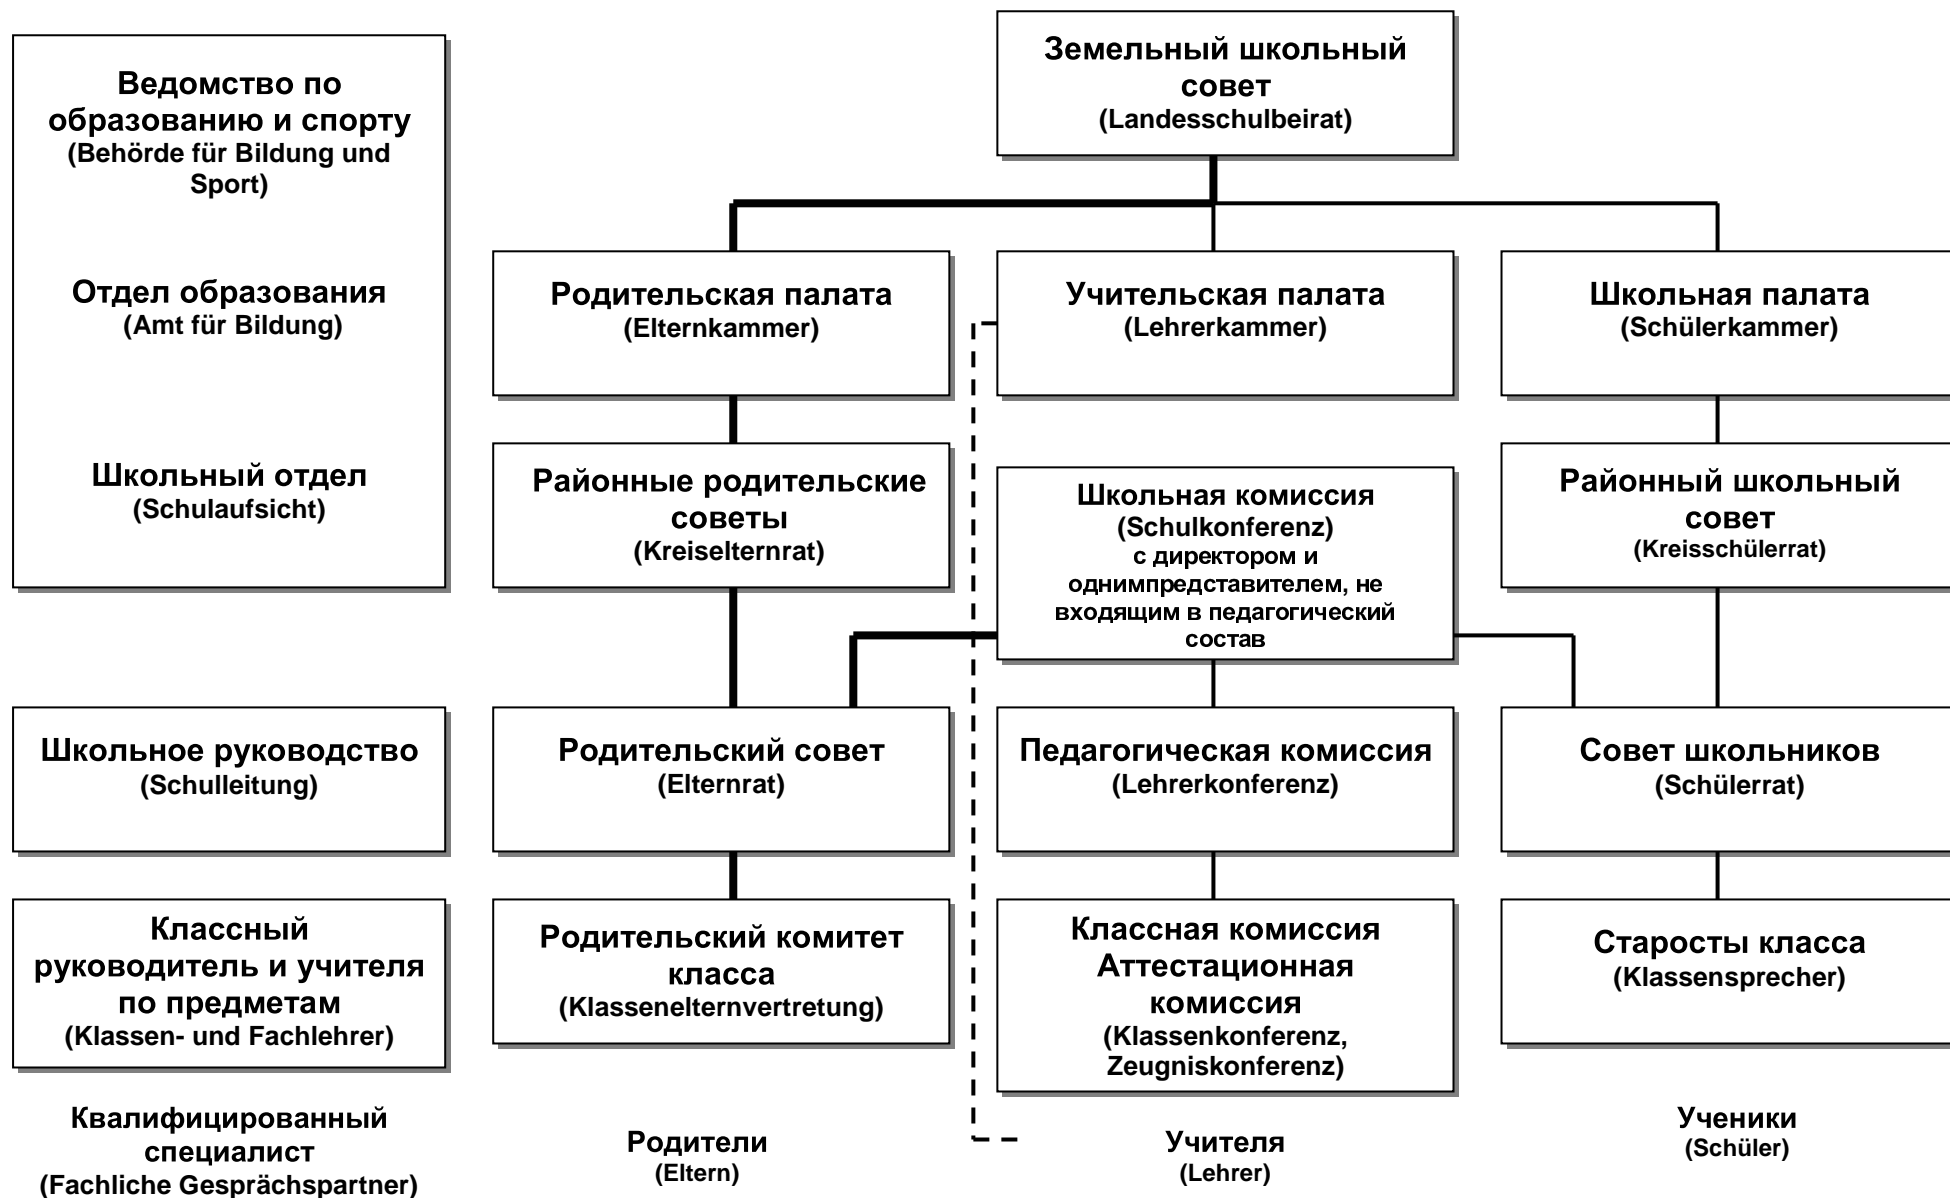 Земельный школьный
совет
(Landesschulbeirat)
Ведомство по
образованию и спорту
(Behörde für Bildung und
Sport)
Отдел образования
(Amt für Bildung)
Школьный отдел
(Schulaufsicht)
Родительская палата
(Elternkammer)
Учительская палата
(Lehrerkammer)
Школьная палата
(Schülerkammer)
Районные родительские
советы
(Kreiselternrat)
Школьная комиссия
(Schulkonferenz)
с директором и
однимпредставителем, не
входящим в педагогический
состав
Районный школьный
совет
(Kreisschülerrat)
Школьное руководство
(Schulleitung)
Родительский совет
(Elternrat)
Педагогическая комиссия
(Lehrerkonferenz)
Совет школьников
(Schülerrat)
Классный
руководитель и учителя
по предметам
(Klassen- und Fachlehrer)
Родительский комитет
класса
(Klassenelternvertretung)
Классная комиссия
Аттестационная
комиссия
(Klassenkonferenz,
Zeugniskonferenz)
Старосты класса
(Klassensprecher)
Квалифицированный
специалист
(Fachliche Gesprächspartner)
Родители
(Eltern)
Учителя
(Lehrer)
Ученики
(Schüler)